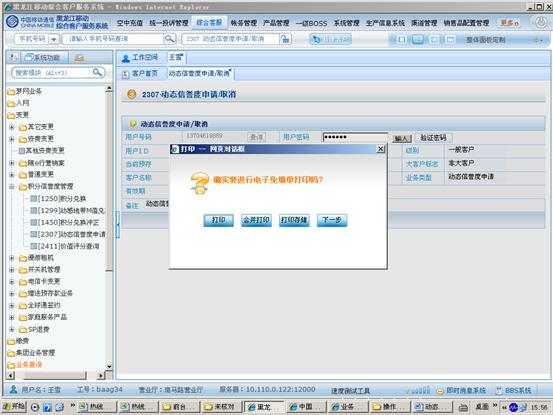 黑龙江移动综合客户服务系统 - Windows Internet Explorer
中国移动通信 CHINA MOBILE 黑龙江移动 综合客户服务系统 空中充值 统一投诉管理 综合客服 帐务管理 产品管理 一级BOSS 系统管理 生产信息系统 渠道管理 销售品配置管理 更多
手机号码 请输入手机号码查询 2307 动态信誉度申请/取消 整体面板定制
系统功能 工作空间 王雪
搜索模块 (Alt+3) 客户首页 动态信誉度申请/取消
梦网业务
入网
变更
其它变更
资费变更
其他资费变更
随e行营销案
普通变更
积分信誉度管理
[1250]积分兑换
[1299]动感地带M值兑
[1450]积分兑换冲正
[2307]动态信誉度申请
[2411]价值评分查询
便游租机
开关机管理
电信卡变更
赠送预存款业务
全球通签约
家庭服务产品
SP退费
缴费
集团业务管理
业务查询
2307·动态信誉度申请/取消
动态信誉度申请/取消
用户号码 13704619889 查询 用户密码 ●●●●●● 输入 验证密码
用户ID 级别 一般客户
当前预存 大客户标志 非大客户
客户名称 业务类型 动态信誉度申请
有效期
备注 动态信
打印 -- 网页对话框
确实要进行电子免填单打印吗?
打印 合并打印 打印存储 下一步
用户名：王雪 工号：baag34 营业厅：南马路营业厅 服务器：10.110.0.122:12000 速度测试工具 即时消息系统 BBS系统
开始 热线... 热线... 前台... 未核对 黑龙... 中国... 业务... 操作... 动态... 桌面 15:56